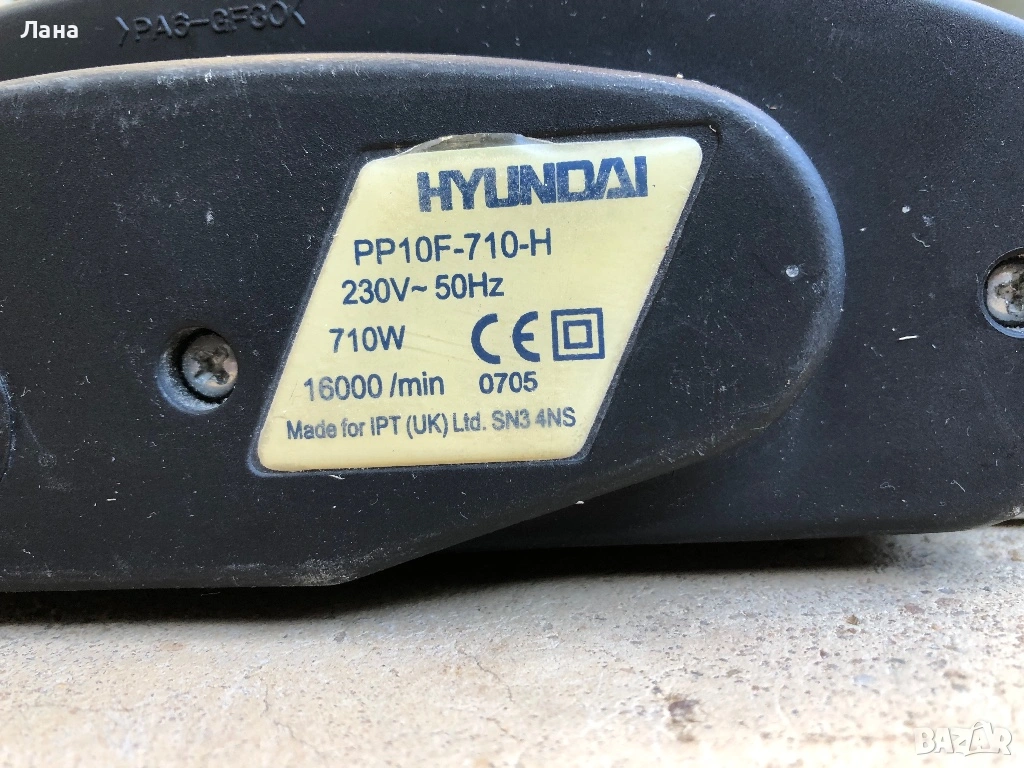 Лана
>PA6-GF30<
HYUNDAI
PP10F-710-H
230V~ 50Hz
710W CE
16000 /min 0705
Made for IPT (UK) Ltd. SN3 4NS
BAZAR